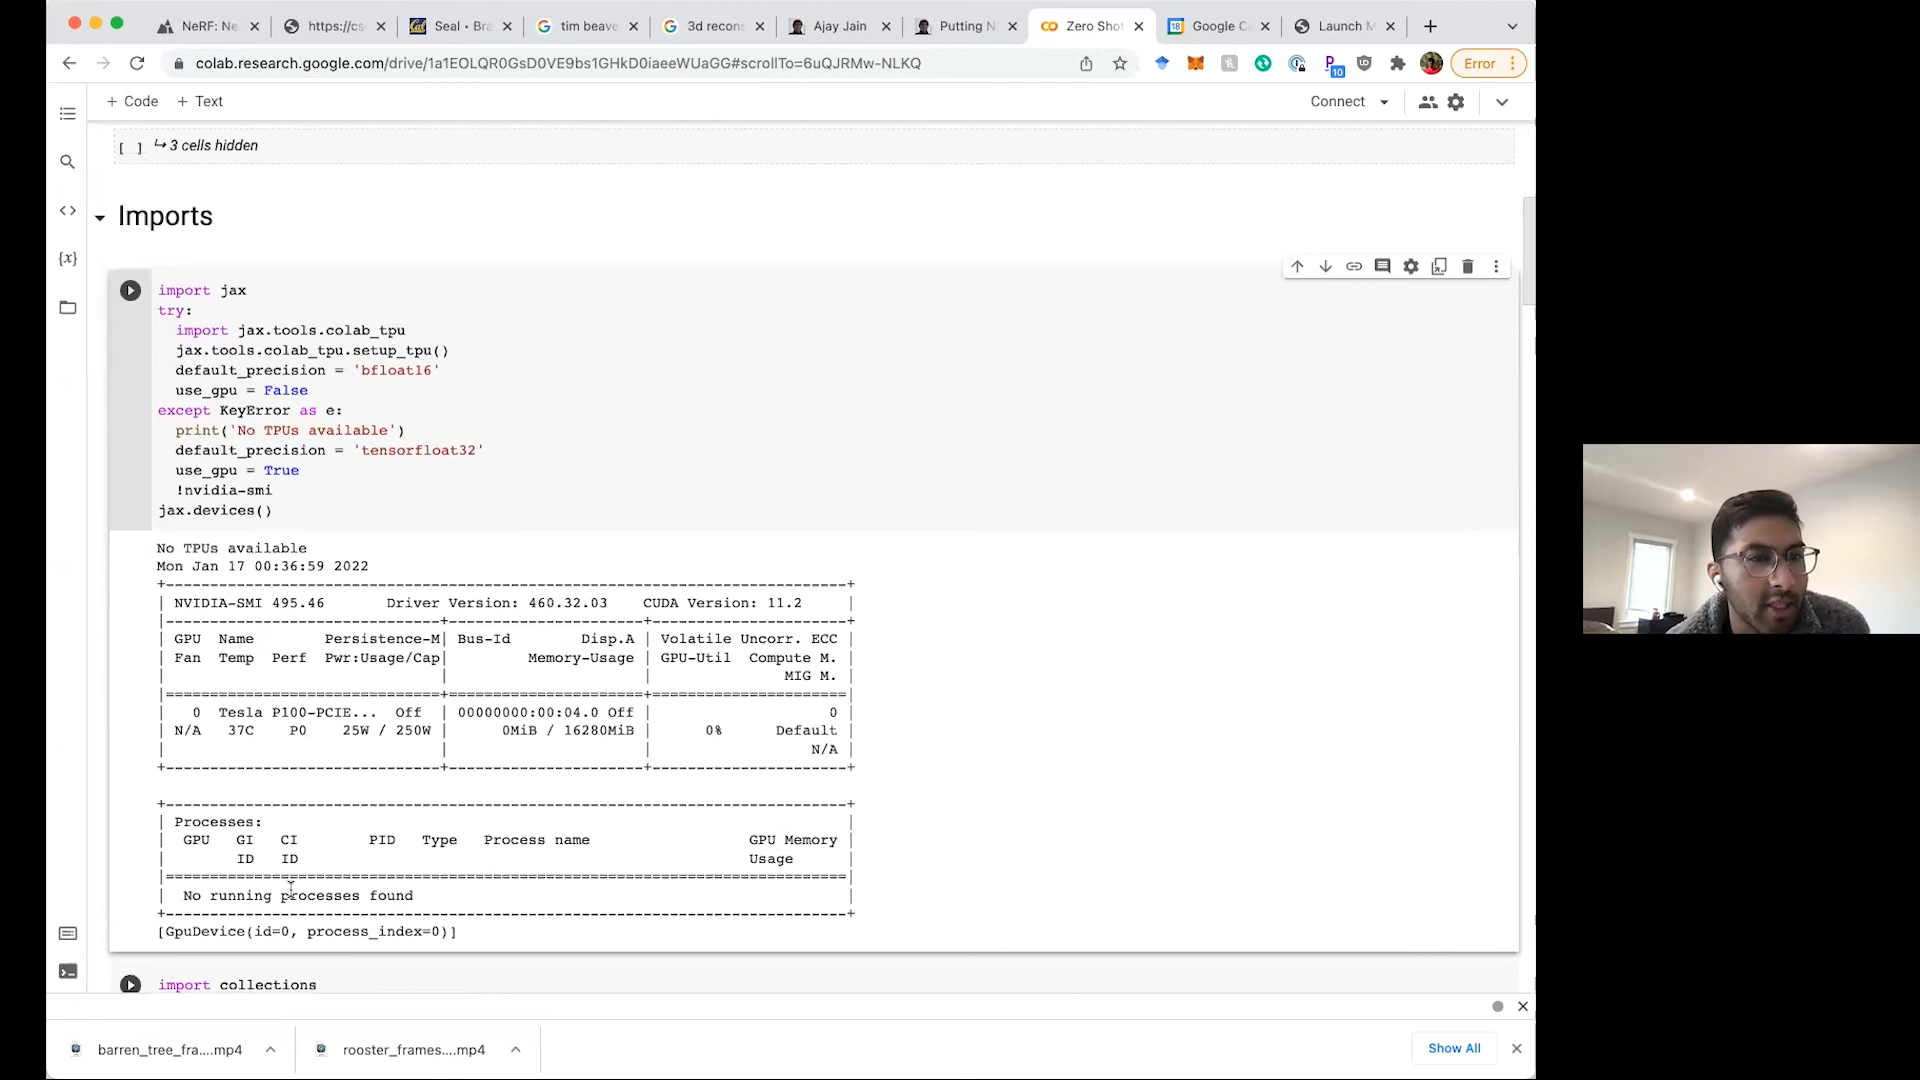 NeRF: Ne
https://cs
Seal • Bra
tim beave
3d recons
Ajay Jain
Putting N
Zero Shot
Google Ca
Launch M
colab.research.google.com/drive/1a1EOLQR0GsD0VE9bs1GHkD0iaeeWUaGG#scrollTo=6uQJRMw-NLKQ
10
Error
+ Code + Text
Connect
[ ] ↳ 3 cells hidden
Imports
import jax
try:
  import jax.tools.colab_tpu
  jax.tools.colab_tpu.setup_tpu()
  default_precision = 'bfloat16'
  use_gpu = False
except KeyError as e:
  print('No TPUs available')
  default_precision = 'tensorfloat32'
  use_gpu = True
  !nvidia-smi
jax.devices()
No TPUs available
Mon Jan 17 00:36:59 2022
+-----------------------------------------------------------------------------+
| NVIDIA-SMI 495.46       Driver Version: 460.32.03    CUDA Version: 11.2     |
|-------------------------------+----------------------+----------------------+
| GPU  Name        Persistence-M| Bus-Id        Disp.A | Volatile Uncorr. ECC |
| Fan  Temp  Perf  Pwr:Usage/Cap|         Memory-Usage | GPU-Util  Compute M. |
|                               |                      |               MIG M. |
|===============================+======================+======================|
|   0  Tesla P100-PCIE...  Off  | 00000000:00:04.0 Off |                    0 |
| N/A   37C    P0    25W / 250W |      0MiB / 16280MiB |      0%      Default |
|                               |                      |                  N/A |
+-------------------------------+----------------------+----------------------+
+-----------------------------------------------------------------------------+
| Processes:                                                                  |
|  GPU   GI   CI        PID   Type   Process name                  GPU Memory |
|        ID   ID                                                   Usage      |
|=============================================================================|
|  No running processes found                                                 |
+-----------------------------------------------------------------------------+
[GpuDevice(id=0, process_index=0)]
import collections
barren_tree_fra....mp4
rooster_frames....mp4
Show All